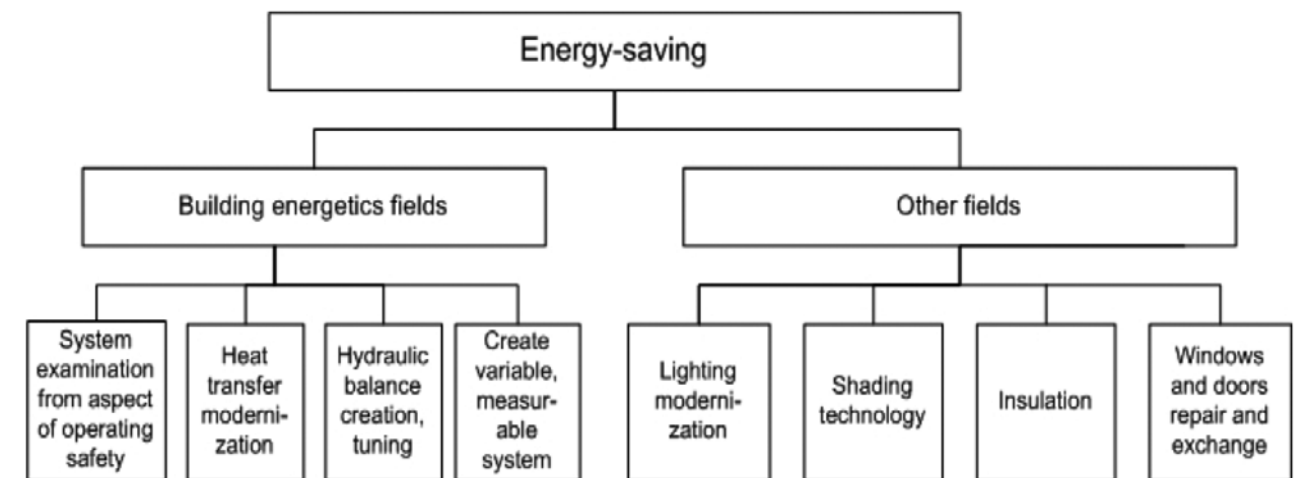 Energy-saving
Building energetics fields
Other fields
System
examination
from aspect
of operating
safety
Heat
transfer
moderni-
zation
Hydraulic
balance
creation,
tuning
Create
variable,
measur-
able
system
Lighting
moderni-
zation
Shading
technology
Insulation
Windows
and doors
repair and
exchange